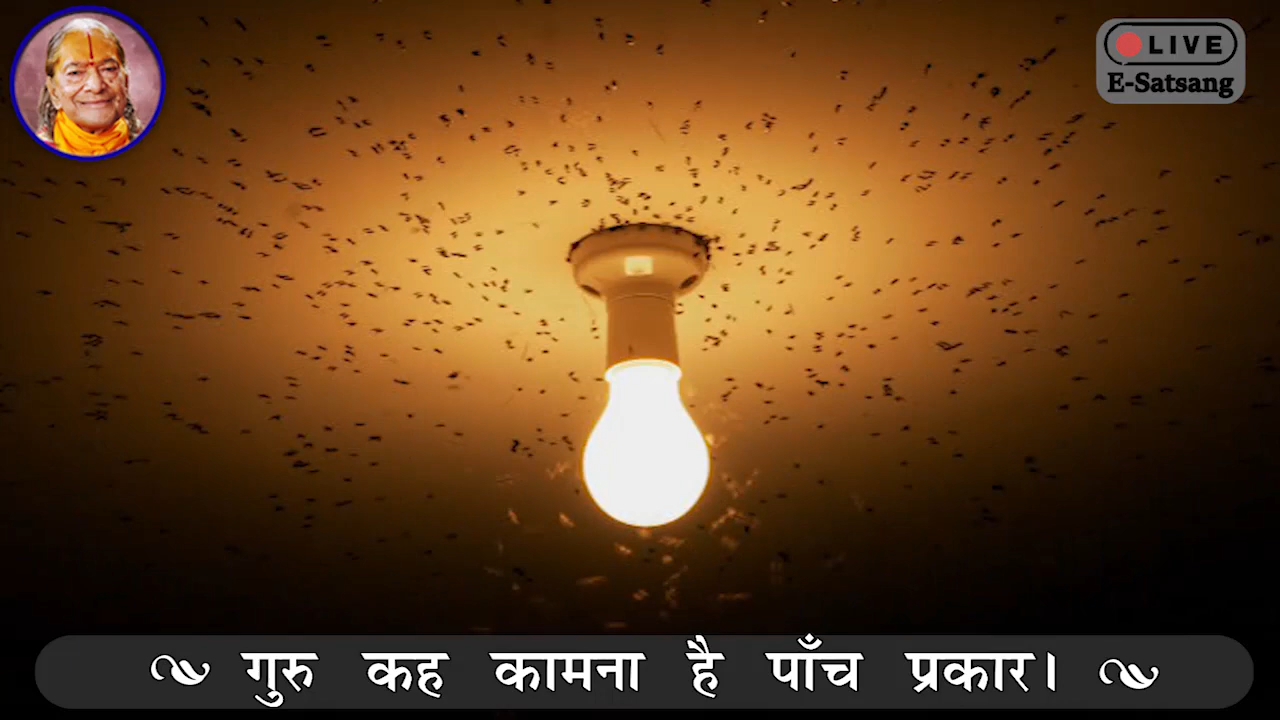 LIVE
E-Satsang
गुरु कह कामना है पाँच प्रकार।